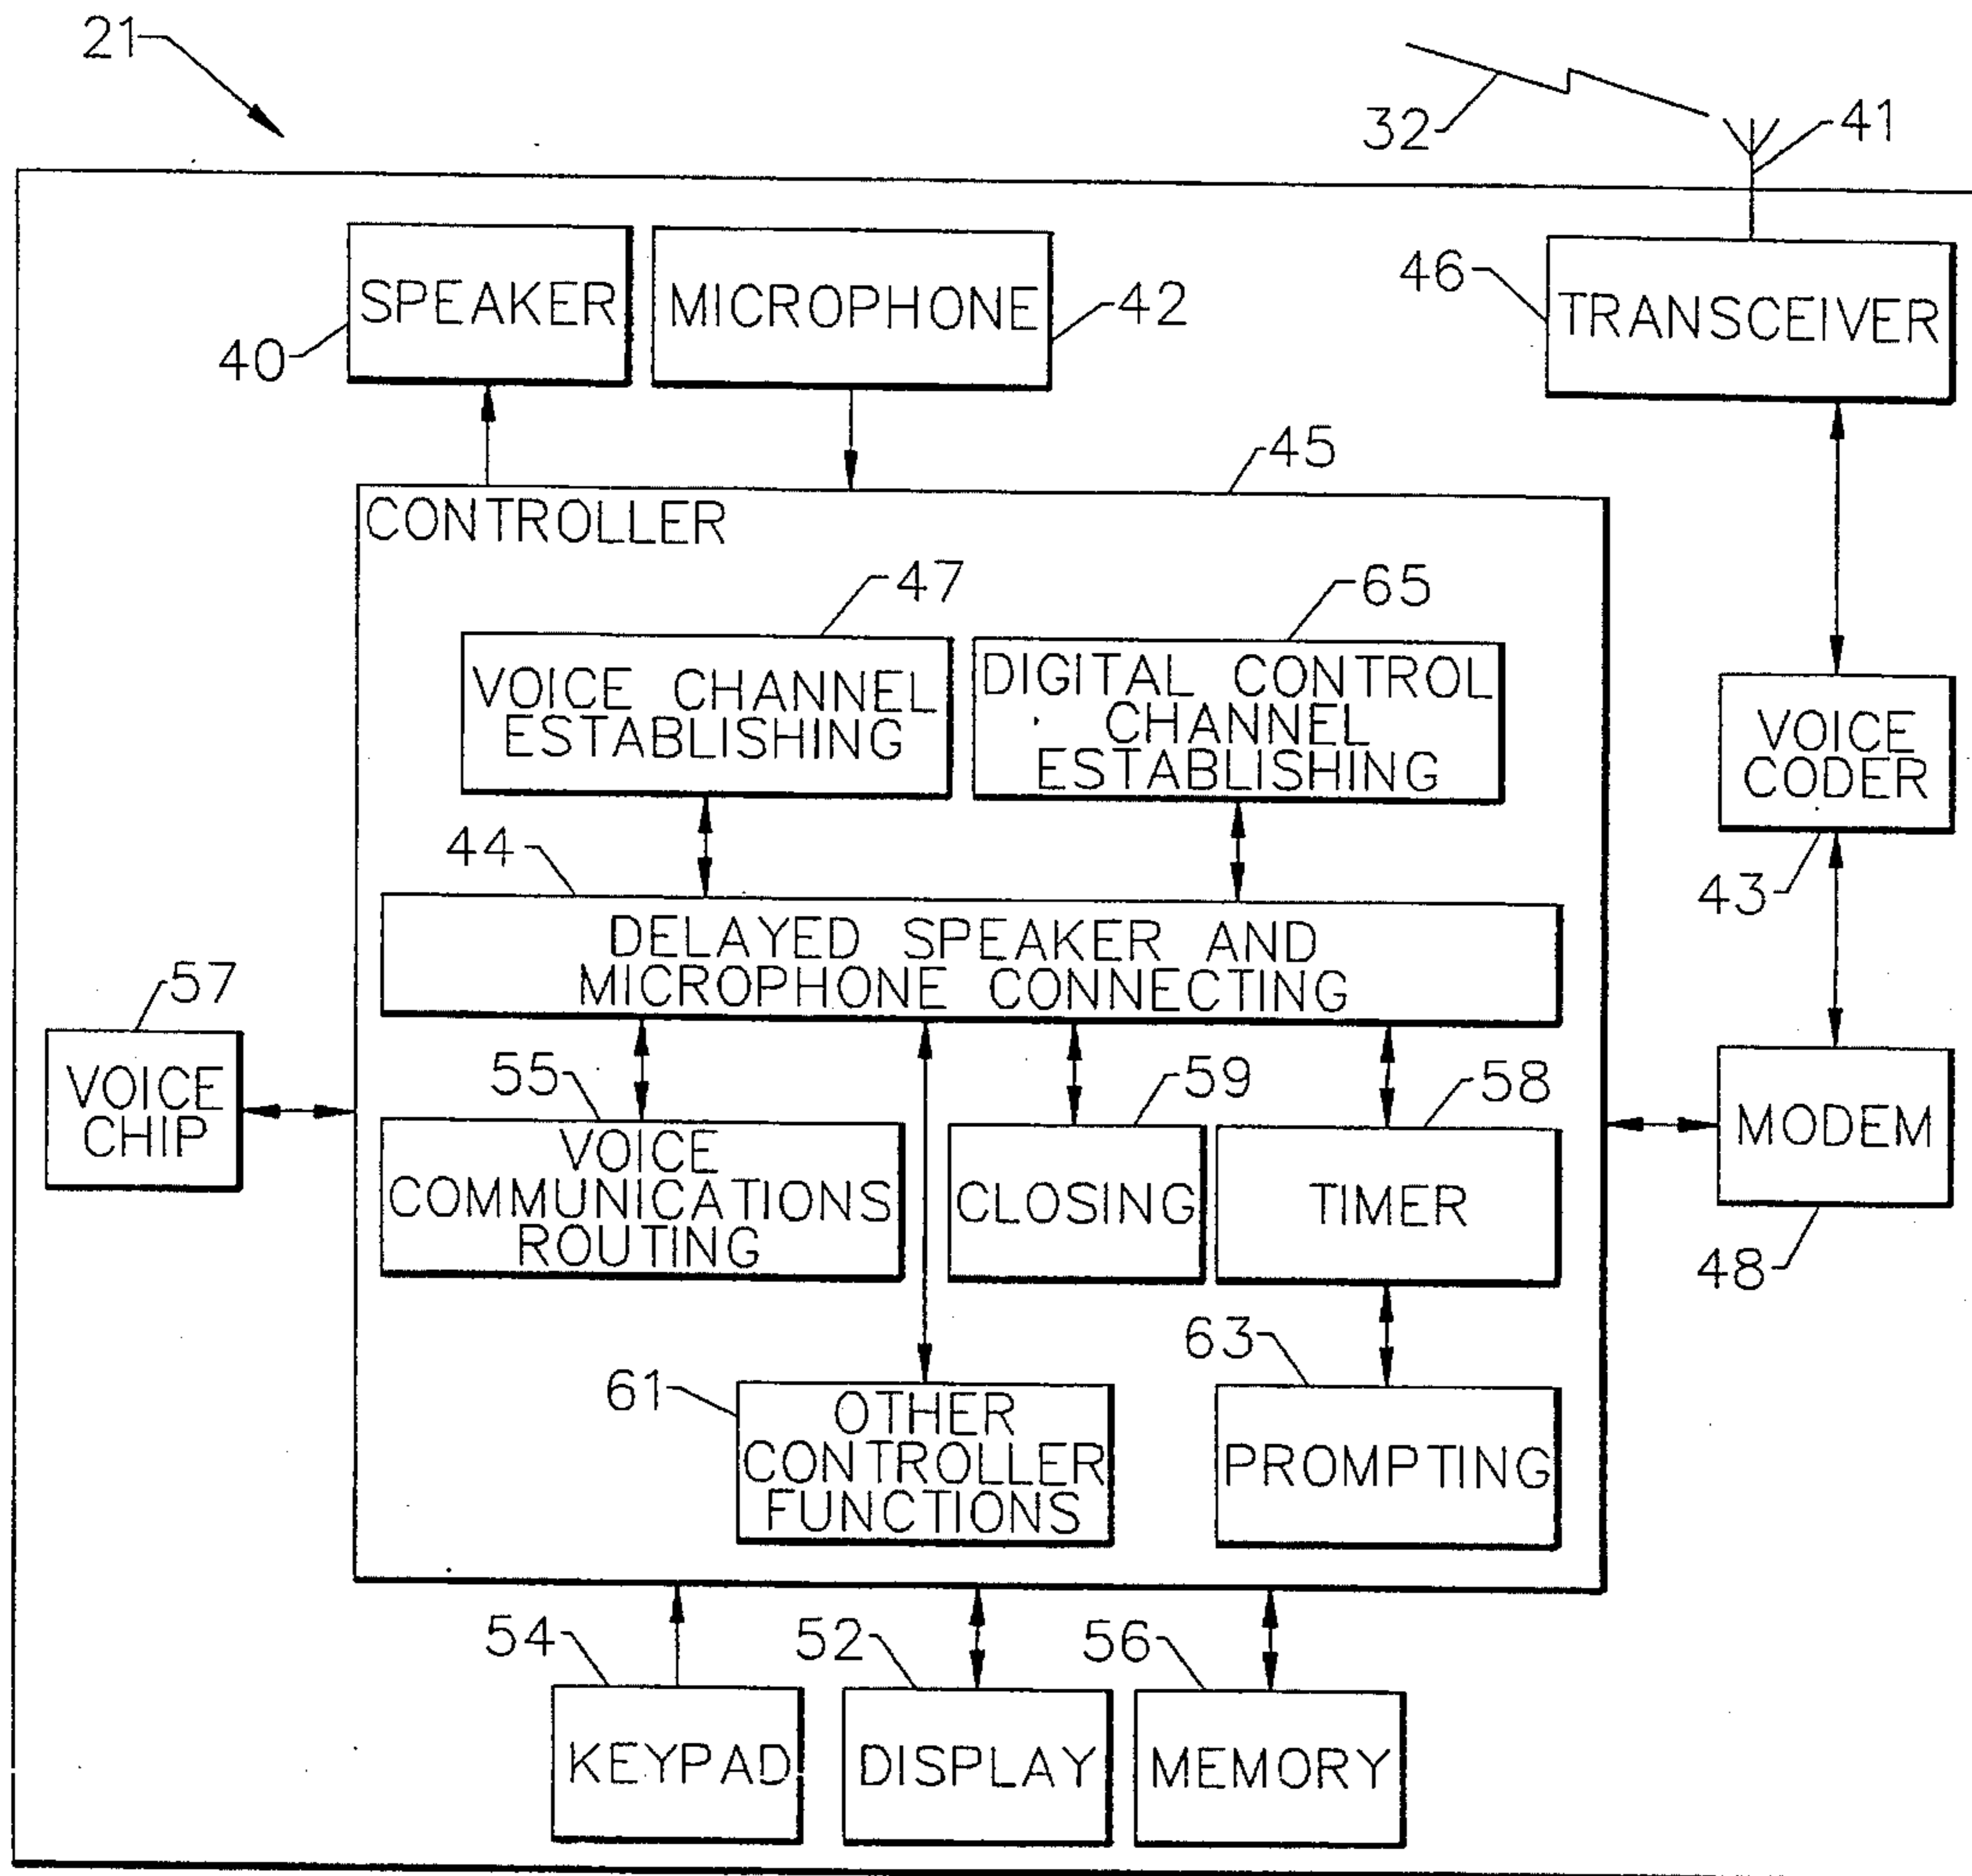 21
32
41
SPEAKER
40
MICROPHONE
42
46
TRANSCEIVER
45
CONTROLLER
47
65
VOICE CHANNEL
ESTABLISHING
DIGITAL CONTROL
CHANNEL
ESTABLISHING
VOICE
CODER
43
44
DELAYED SPEAKER AND
MICROPHONE CONNECTING
57
VOICE
CHIP
55
VOICE
COMMUNICATIONS
ROUTING
59
CLOSING
58
TIMER
MODEM
48
61
OTHER
CONTROLLER
FUNCTIONS
63
PROMPTING
54
KEYPAD
52
DISPLAY
56
MEMORY